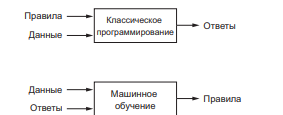 Правила
Данные
Классическое
программирование
Ответы
Данные
Ответы
Машинное
обучение
Правила